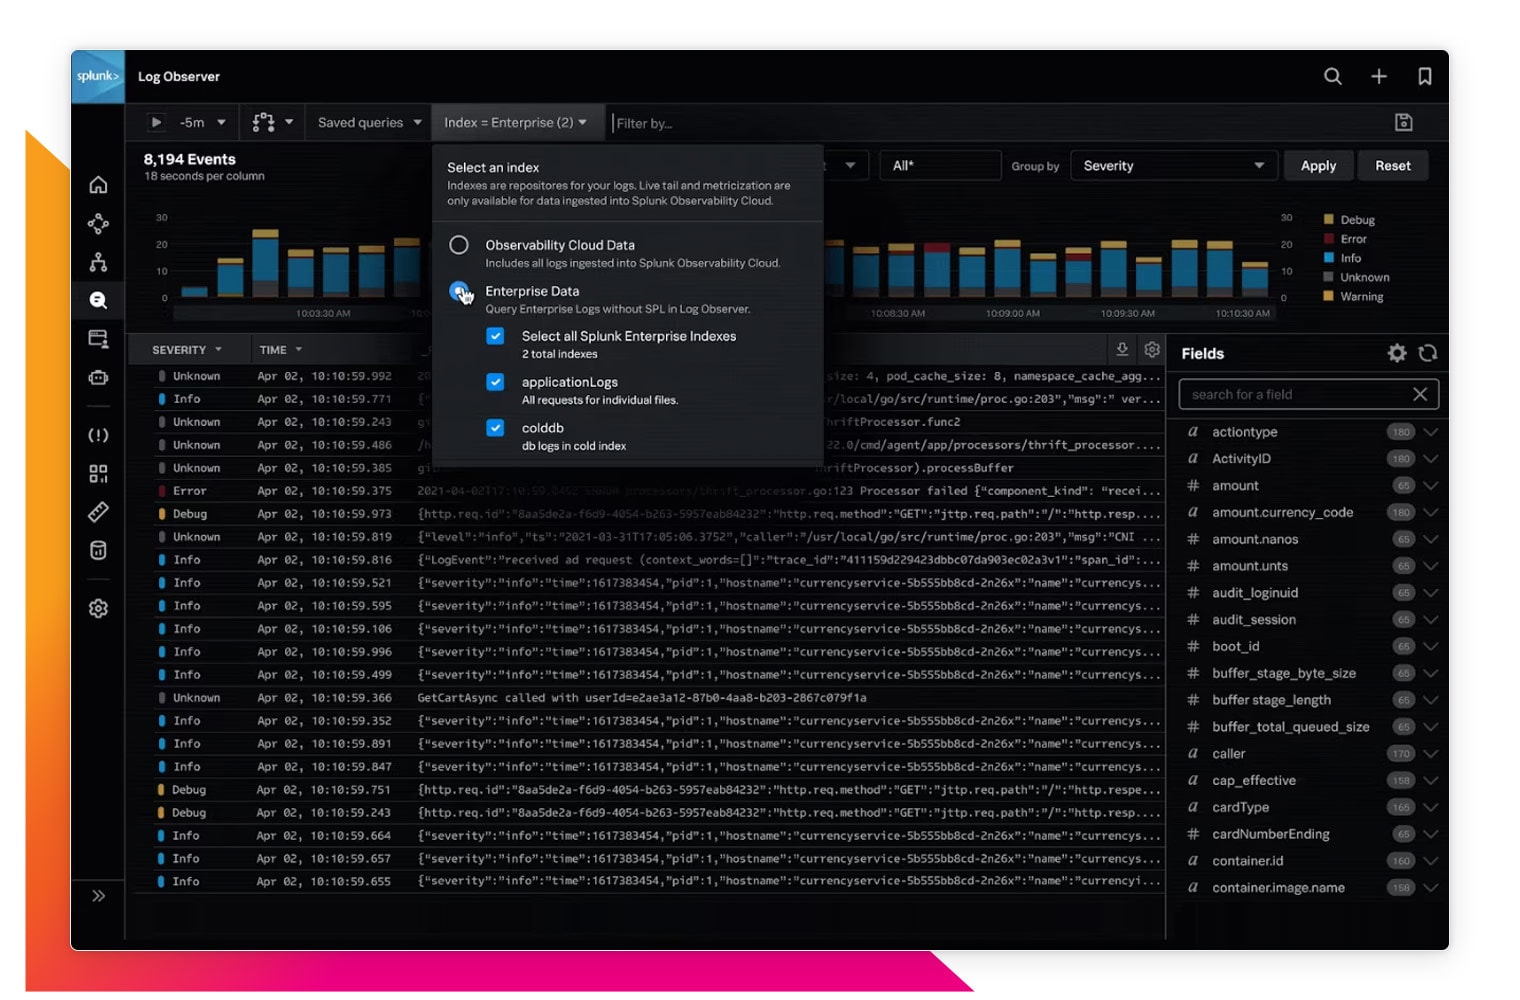 splunk>
Log Observer
-5m
Saved queries
Index = Enterprise (2)
Filter by...
8,194 Events
18 seconds per column
All*
Group by
Severity
Apply
Reset
Select an index
Indexes are repositores for your logs. Live tail and metricization are
only available for data ingested into Splunk Observability Cloud.
Observability Cloud Data
Includes all logs ingested into Splunk Observability Cloud.
Enterprise Data
Query Enterprise Logs without SPL in Log Observer.
Select all Splunk Enterprise Indexes
2 total indexes
applicationLogs
All requests for individual files.
colddb
db logs in cold index
30
20
10
0
10:03:30 AM
10:08:30 AM
10:09:00 AM
10:09:30 AM
10:10:30 AM
30
20
10
0
Debug
Error
Info
Unknown
Warning
SEVERITY TIME
Unknown Apr 02, 10:10:59.992 size: 4, pod_cache_size: 8, namespace_cache_agg...
Info Apr 02, 10:10:59.771 r/local/go/src/runtime/proc.go:203","msg":" ver...
Unknown Apr 02, 10:10:59.243 hriftProcessor.func2
Unknown Apr 02, 10:10:59.486 22.0/cmd/agent/app/processors/thrift_processor....
Unknown Apr 02, 10:10:59.385 hriftProcessor).processBuffer
Error Apr 02, 10:10:59.375 processors/thrift_processor.go:123 Processor failed {"component_kind": "recei...
Debug Apr 02, 10:10:59.973 {http.req.id":"8aa5de2a-f6d9-4054-b263-5957eab84232":"http.req.method":"GET":"jttp.req.path":"/":"http.resp....
Unknown Apr 02, 10:10:59.819 {"level":"info","ts":"2021-03-31T17:05:06.3752","caller":"/usr/local/go/src/runtime/proc.go:203","msg":"CNI ...
Info Apr 02, 10:10:59.816 {"LogEvent":"received ad request (context_words=[]":"trace_id":"411159d229423dbbc07da903ec02a3v1":"span_id":...
Info Apr 02, 10:10:59.521 {"severity":"info":"time":1617383454,"pid":1,"hostname":"currencyservice-5b555bb8cd-2n26x":"name":"currencys...
Info Apr 02, 10:10:59.595 {"severity":"info":"time":1617383454,"pid":1,"hostname":"currencyservice-5b555bb8cd-2n26x":"name":"currencys...
Info Apr 02, 10:10:59.106 {"severity":"info":"time":1617383454,"pid":1,"hostname":"currencyservice-5b555bb8cd-2n26x":"name":"currencys...
Info Apr 02, 10:10:59.996 {"severity":"info":"time":1617383454,"pid":1,"hostname":"currencyservice-5b555bb8cd-2n26x":"name":"currencys...
Info Apr 02, 10:10:59.499 {"severity":"info":"time":1617383454,"pid":1,"hostname":"currencyservice-5b555bb8cd-2n26x":"name":"currencys...
Unknown Apr 02, 10:10:59.366 GetCartAsync called with userId=e2ae3a12-87b0-4aa8-b203-2867c079f1a
Info Apr 02, 10:10:59.352 {"severity":"info":"time":1617383454,"pid":1,"hostname":"currencyservice-5b555bb8cd-2n26x":"name":"currencys...
Info Apr 02, 10:10:59.891 {"severity":"info":"time":1617383454,"pid":1,"hostname":"currencyservice-5b555bb8cd-2n26x":"name":"currencys...
Info Apr 02, 10:10:59.847 {"severity":"info":"time":1617383454,"pid":1,"hostname":"currencyservice-5b555bb8cd-2n26x":"name":"currencys...
Debug Apr 02, 10:10:59.751 {http.req.id":"8aa5de2a-f6d9-4054-b263-5957eab84232":"http.req.method":"GET":"jttp.req.path":"/":"http.respe...
Debug Apr 02, 10:10:59.243 {http.req.id":"8aa5de2a-f6d9-4054-b263-5957eab84232":"http.req.method":"GET":"jttp.req.path":"/":"http.resp....
Info Apr 02, 10:10:59.664 {"severity":"info":"time":1617383454,"pid":1,"hostname":"currencyservice-5b555bb8cd-2n26x":"name":"currencys...
Info Apr 02, 10:10:59.657 {"severity":"info":"time":1617383454,"pid":1,"hostname":"currencyservice-5b555bb8cd-2n26x":"name":"currencys...
Info Apr 02, 10:10:59.655 {"severity":"info":"time":1617383454,"pid":1,"hostname":"currencyservice-5b555bb8cd-2n26x":"name":"currencyi...
Fields
search for a field
a actiontype 180
a ActivityID 180
# amount 65
a amount.currency_code 180
# amount.nanos 65
# amount.unts 65
# audit_loginuid 65
# audit_session 65
# boot_id 65
# buffer_stage_byte_size 65
# buffer stage_length 65
# buffer_total_queued_size 65
a caller 170
a cap_effective 158
a cardType 165
# cardNumberEnding 65
a container.id 160
a container.image.name 158